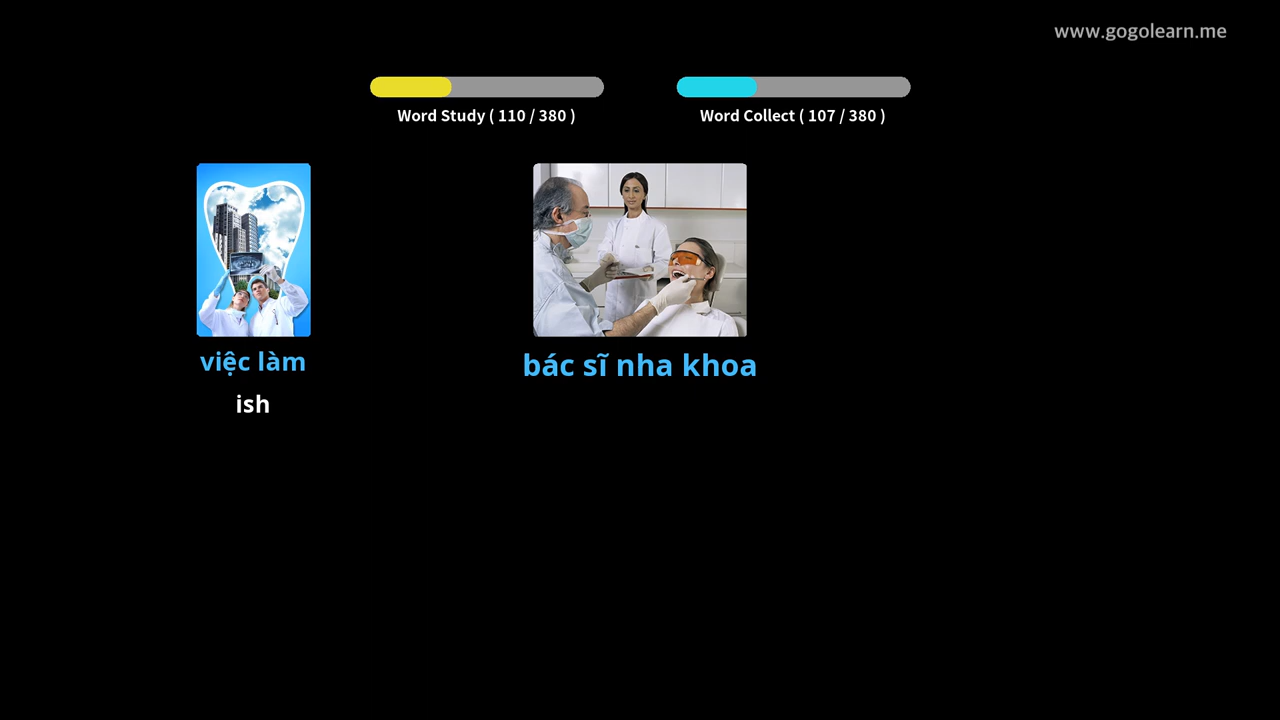 www.gogolearn.me
Word Study ( 110 / 380 )
Word Collect ( 107 / 380 )
việc làm
ish
bác sĩ nha khoa